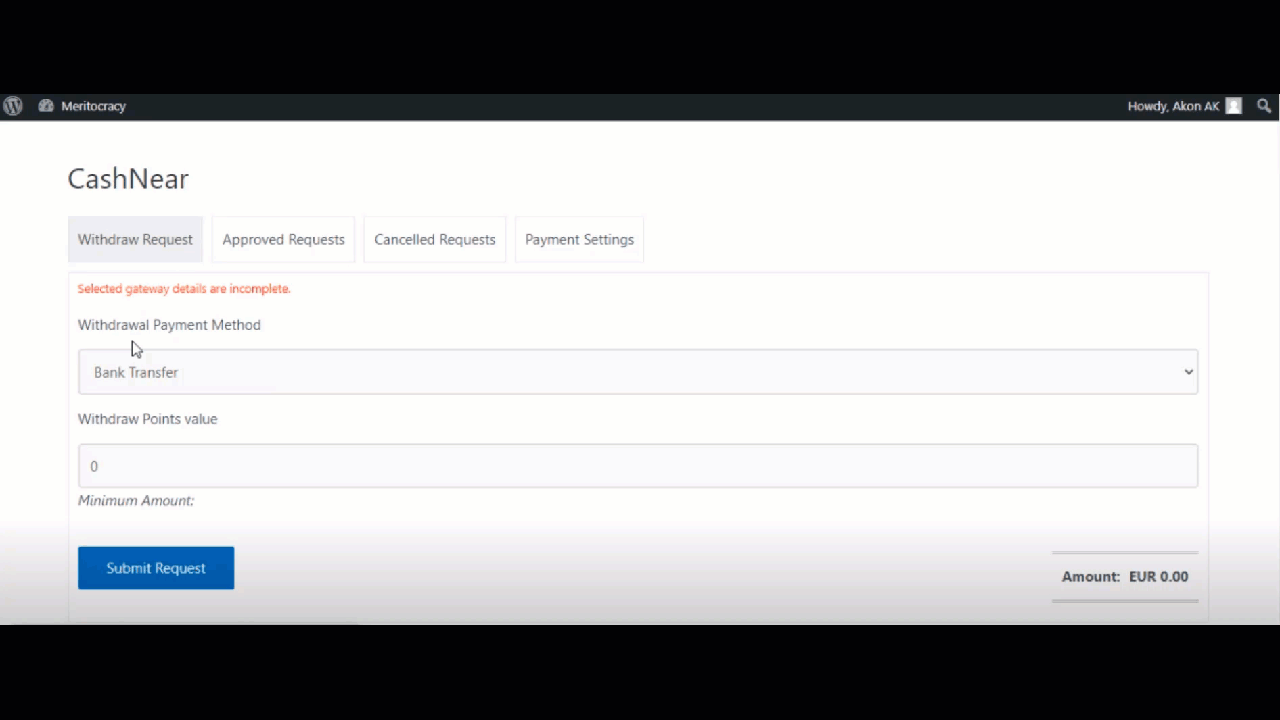 Meritocracy
Howdy, Akon AK
CashNear
Withdraw Request
Approved Requests
Cancelled Requests
Payment Settings
Selected gateway details are incomplete.
Withdrawal Payment Method
Bank Transfer
Withdraw Points value
0
Minimum Amount:
Submit Request
Amount: EUR 0.00